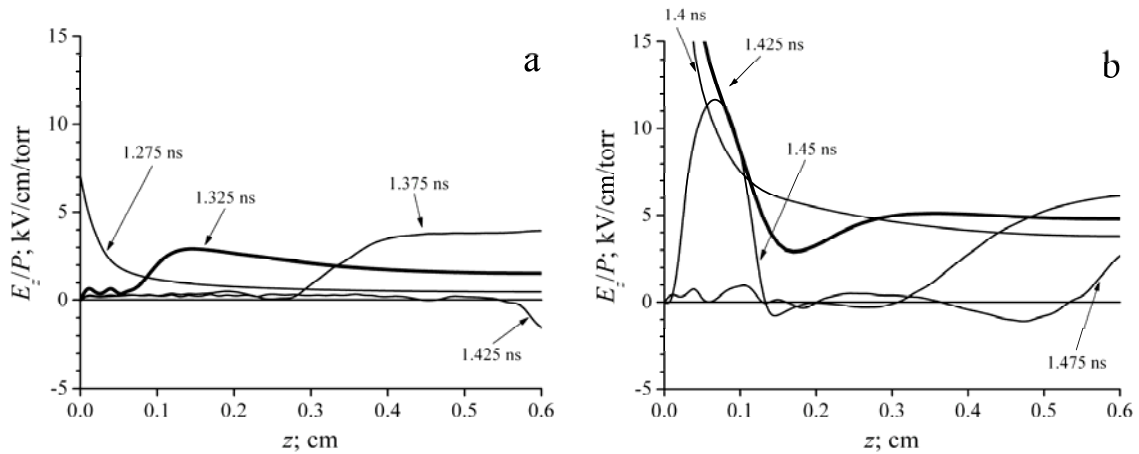 a
15
10
5
0
-5
E_z/P; kV/cm/torr
1.275 ns
1.325 ns
1.375 ns
1.425 ns
0.0 0.1 0.2 0.3 0.4 0.5 0.6
z; cm
b
15
10
5
0
-5
E_z/P; kV/cm/torr
1.4 ns
1.425 ns
1.45 ns
1.475 ns
0.0 0.1 0.2 0.3 0.4 0.5 0.6
z; cm